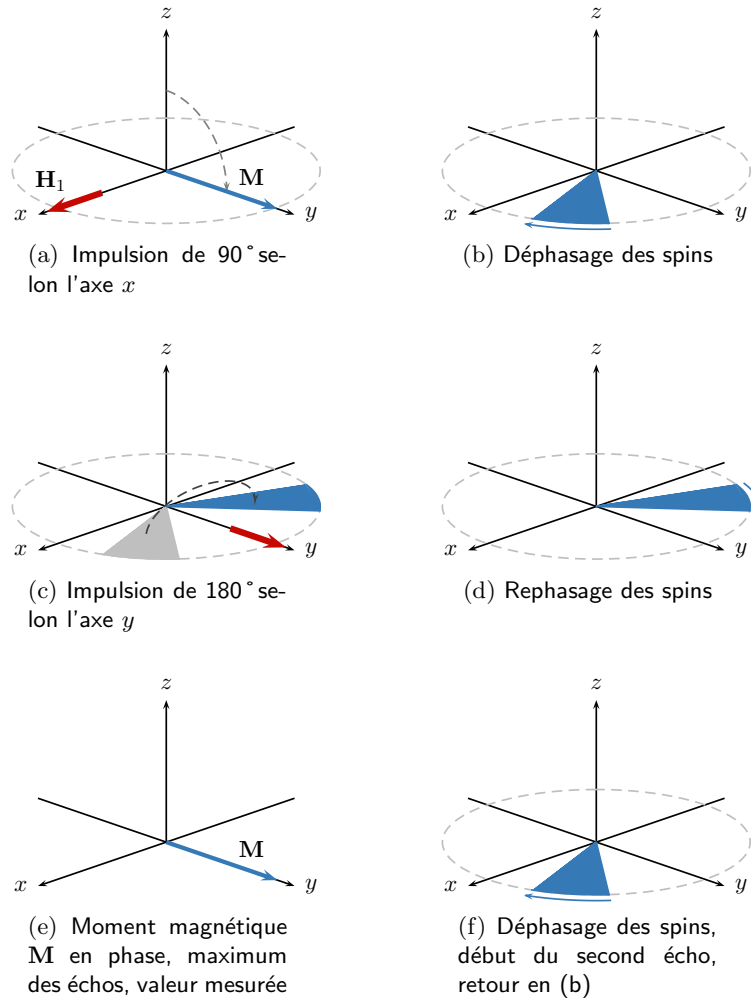 z
H₁
M
x
y
(a) Impulsion de 90° se-
lon l'axe x
z
x
y
(b) Déphasage des spins
z
x
y
(c) Impulsion de 180° se-
lon l'axe y
z
x
y
(d) Rephasage des spins
z
M
x
y
(e) Moment magnétique
M en phase, maximum
des échos, valeur mesurée
z
x
y
(f) Déphasage des spins,
début du second écho,
retour en (b)